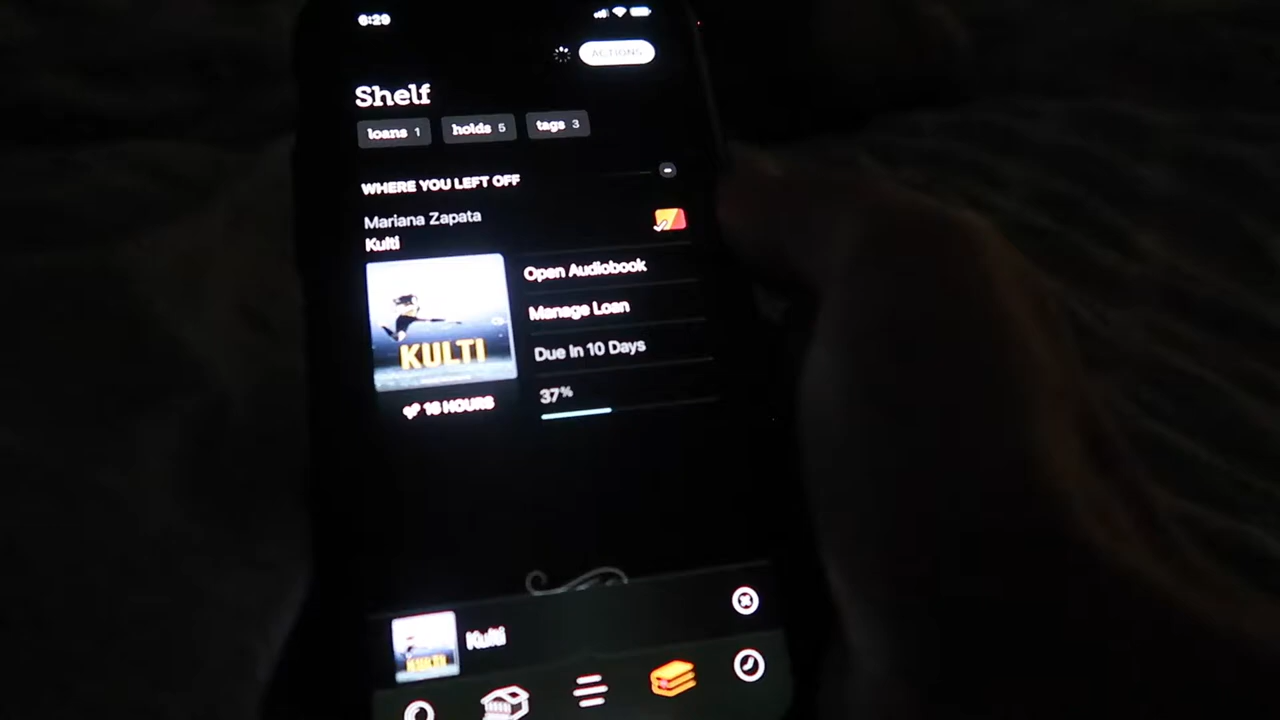 6:29
ACTIONS
Shelf
loans 1
holds 5
tags 3
WHERE YOU LEFT OFF
Mariana Zapata
Kulti
Open Audiobook
Manage Loan
Due In 10 Days
37%
KULTI
HOURS
Kulti
KULTI